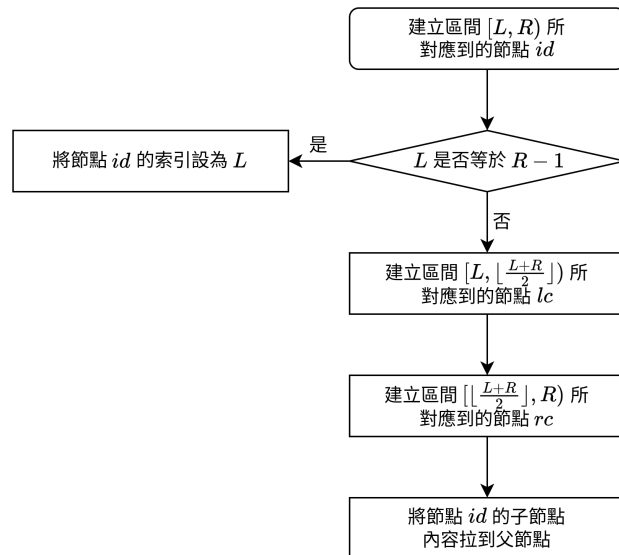 建立區間 [L, R) 所
對應到的節點 id
是
將節點 id 的索引設為 L
L 是否等於 R − 1
否
建立區間 [L, ⌊\frac{L+R}{2}⌋) 所
對應到的節點 lc
建立區間 [⌊\frac{L+R}{2}⌋, R) 所
對應到的節點 rc
將節點 id 的子節點
內容拉到父節點